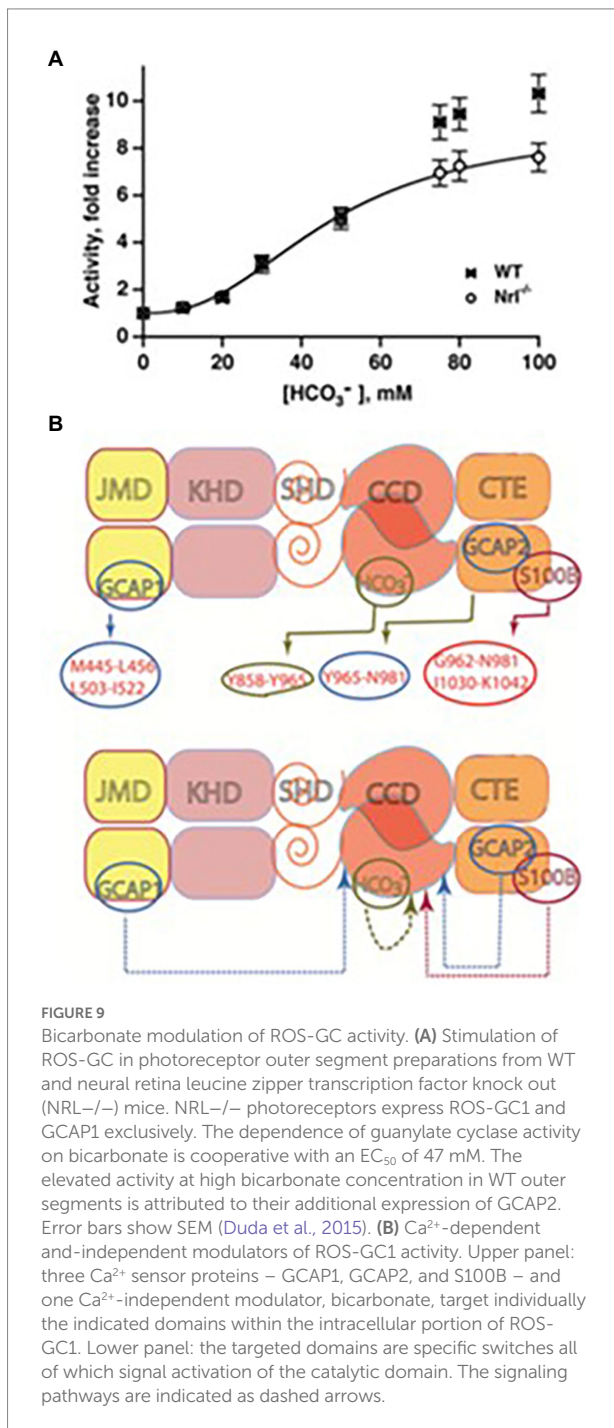 A
Activity, fold increase
10
8
6
4
2
0
WT
Nrl-/-
0 20 40 60 80 100
[HCO₃⁻ ], mM
B
JMD KHD SHD CCD CTE
GCAP1 HCO₃⁻ GCAP2 S100B
M445-L456
L503-I522
Y858-Y965
Y965-N981
G962-N981
I1030-K1042
JMD KHD SHD CCD CTE
GCAP1 HCO₃⁻ GCAP2 S100B
FIGURE 9
Bicarbonate modulation of ROS-GC activity. (A) Stimulation of
ROS-GC in photoreceptor outer segment preparations from WT
and neural retina leucine zipper transcription factor knock out
(NRL−/−) mice. NRL−/− photoreceptors express ROS-GC1 and
GCAP1 exclusively. The dependence of guanylate cyclase activity
on bicarbonate is cooperative with an EC₅₀ of 47 mM. The
elevated activity at high bicarbonate concentration in WT outer
segments is attributed to their additional expression of GCAP2.
Error bars show SEM (Duda et al., 2015). (B) Ca²⁺-dependent
and-independent modulators of ROS-GC1 activity. Upper panel:
three Ca²⁺ sensor proteins – GCAP1, GCAP2, and S100B – and
one Ca²⁺-independent modulator, bicarbonate, target individually
the indicated domains within the intracellular portion of ROS-
GC1. Lower panel: the targeted domains are specific switches all
of which signal activation of the catalytic domain. The signaling
pathways are indicated as dashed arrows.